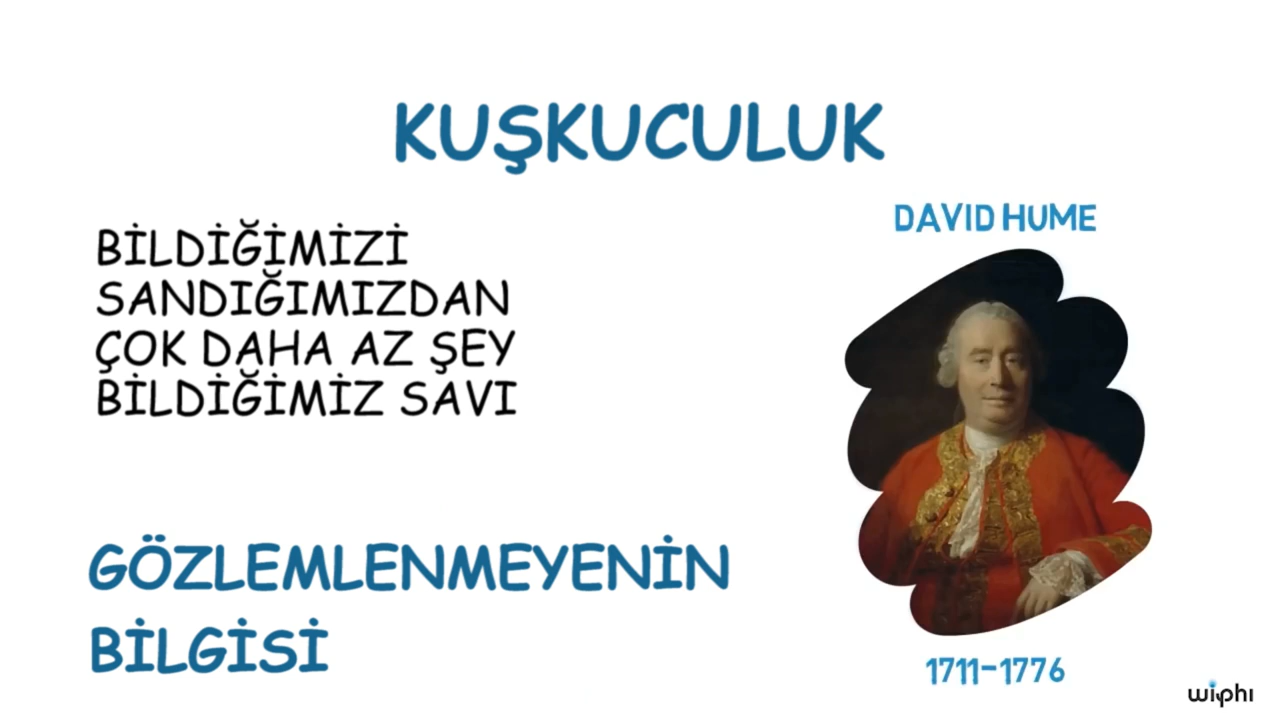 KUŞKUCULUK
BİLDİĞİMİZİ
SANDIĞIMIZDAN
ÇOK DAHA AZ ŞEY
BİLDİĞİMİZ SAVI
GÖZLEMLENMEYENİN
BİLGİSİ
DAVID HUME
1711-1776
wiphi